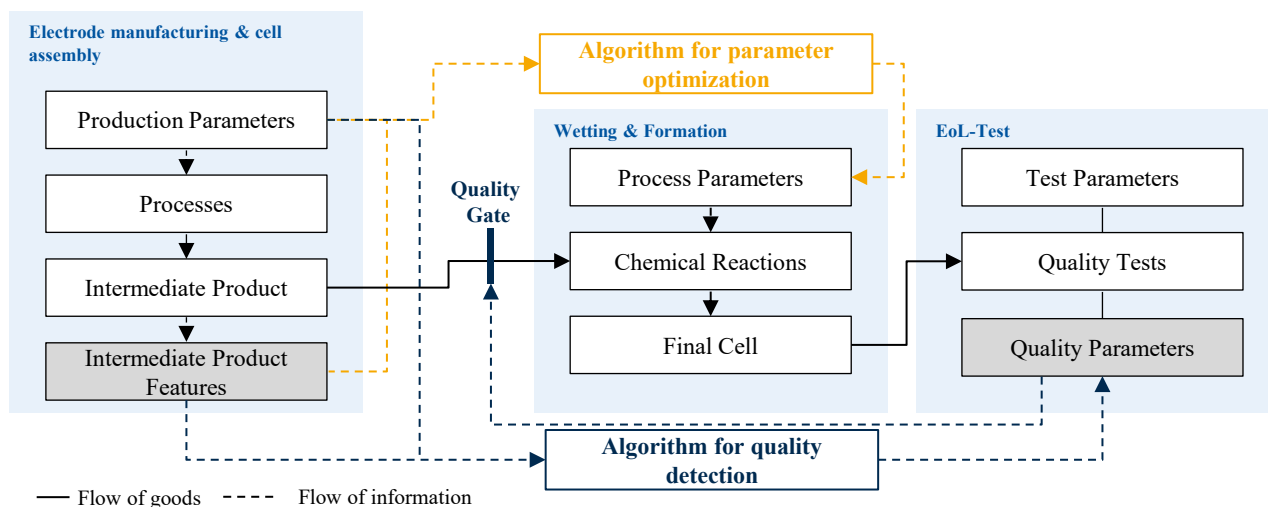 Electrode manufacturing & cell
assembly
Production Parameters
Processes
Intermediate Product
Intermediate Product
Features
Algorithm for parameter
optimization
Quality
Gate
Wetting & Formation
Process Parameters
Chemical Reactions
Final Cell
EoL-Test
Test Parameters
Quality Tests
Quality Parameters
Algorithm for quality
detection
Flow of goods
Flow of information